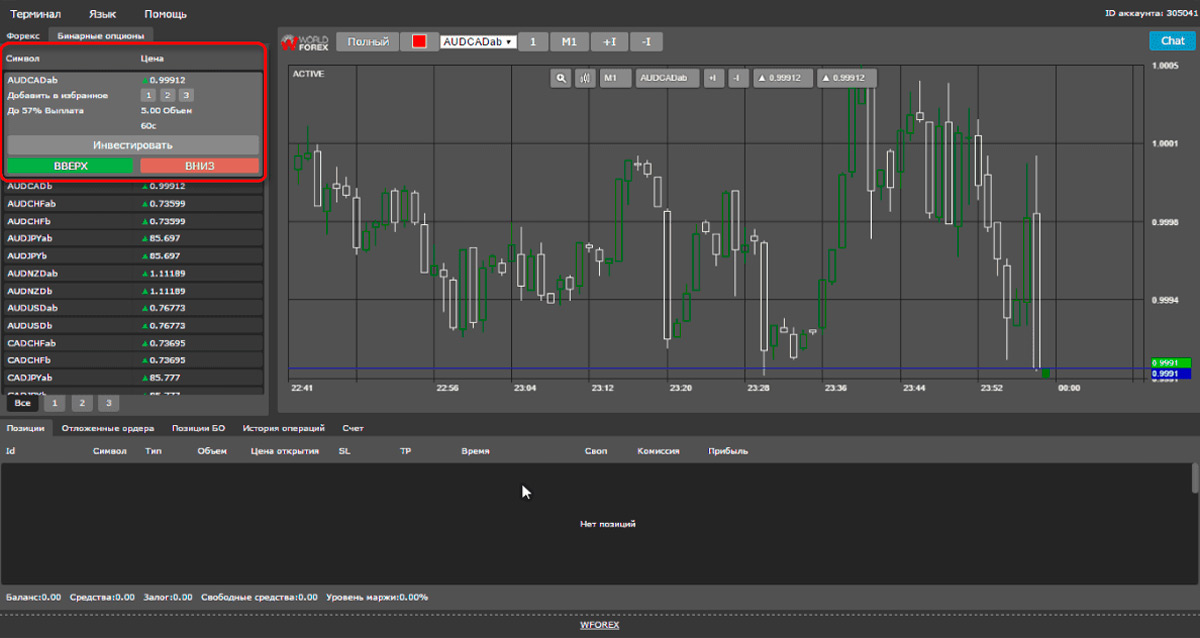 Терминал Язык Помощь ID аккаунта: 305041
Форекс Бинарные опционы
WORLD FOREX Полный AUDCADab 1 M1 +I -I Chat
Символ Цена
AUDCADab 0.99912
Добавить в избранное 1 2 3
До 57% Выплата 5.00 Объем
60с
Инвестировать
ВВЕРХ ВНИЗ
AUDCADb 0.99912
AUDCHFab 0.73599
AUDCHFb 0.73599
AUDJPYab 85.697
AUDJPYb 85.697
AUDNZDab 1.11189
AUDNZDb 1.11189
AUDUSDab 0.76773
AUDUSDb 0.76773
CADCHFab 0.73695
CADCHFb 0.73695
CADJPYab 85.777
Все 1 2 3
ACTIVE M1 AUDCADab +I -I 0.99912 0.99912
1.0005
1.0001
0.9998
0.9994
0.9991
0.9991
22:41 22:56 23:04 23:12 23:20 23:28 23:36 23:44 23:52 00:00
Позиции Отложенные ордера Позиции БО История операций Счет
Id Символ Тип Объем Цена открытия SL TP Время Своп Комиссия Прибыль
Нет позиций
Баланс:0.00 Средства:0.00 Залог:0.00 Свободные средства:0.00 Уровень маржи:0.00%
WFOREX